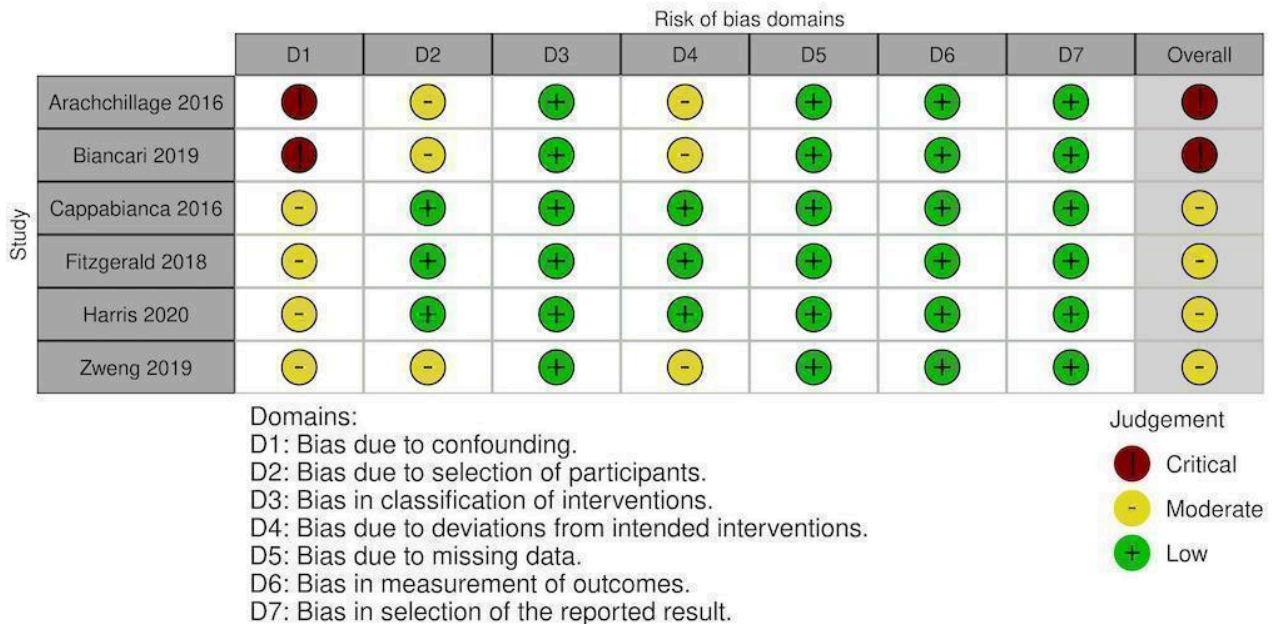 Risk of bias domains
D1 D2 D3 D4 D5 D6 D7 Overall
Study
Arachchillage 2016 ! - + - + + + !
Biancari 2019 ! - + - + + + !
Cappabianca 2016 - + + + + + + -
Fitzgerald 2018 - + + + + + + -
Harris 2020 - + + + + + + -
Zweng 2019 - - + - + + + -
Domains:
D1: Bias due to confounding.
D2: Bias due to selection of participants.
D3: Bias in classification of interventions.
D4: Bias due to deviations from intended interventions.
D5: Bias due to missing data.
D6: Bias in measurement of outcomes.
D7: Bias in selection of the reported result.
Judgement
! Critical
- Moderate
+ Low